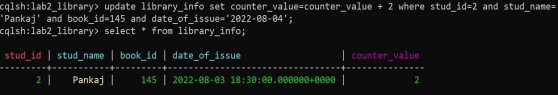 cqlsh:lab2_library> update library_info set counter_value=counter_value + 2 where stud_id=2 and stud_name=
'Pankaj' and book_id=145 and date_of_issue='2022-08-04';
cqlsh:lab2_library> select * from library_info;
stud_id | stud_name | book_id | date_of_issue | counter_value
---------+-----------+---------+---------------------------------+---------------
2 | Pankaj | 145 | 2022-08-03 18:30:00.000000+0000 | 2